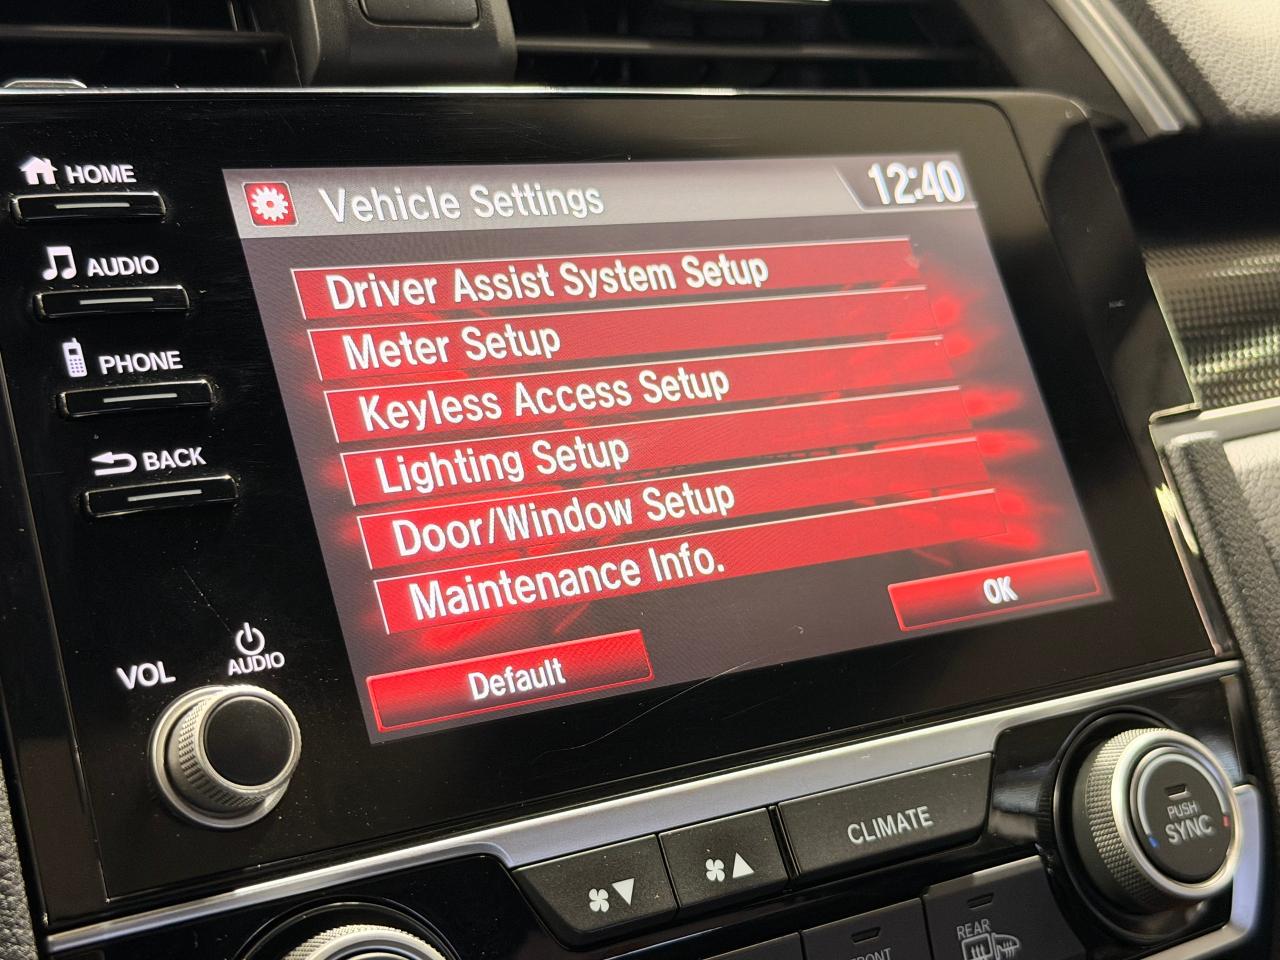 HOME
AUDIO
PHONE
BACK
VOL
AUDIO
Vehicle Settings
12:40
Driver Assist System Setup
Meter Setup
Keyless Access Setup
Lighting Setup
Door/Window Setup
Maintenance Info.
Default
OK
CLIMATE
PUSH
SYNC
FRONT
REAR